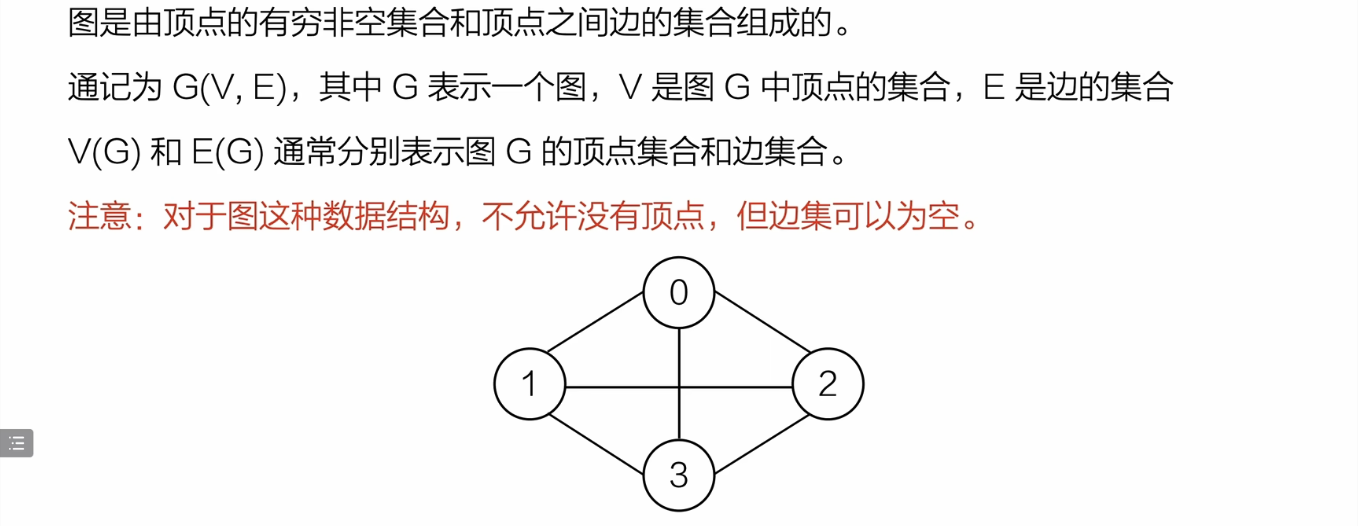 图是由顶点的有穷非空集合和顶点之间边的集合组成的。
通记为 G(V, E)，其中 G 表示一个图，V 是图 G 中顶点的集合，E 是边的集合
V(G) 和 E(G) 通常分别表示图 G 的顶点集合和边集合。
注意：对于图这种数据结构，不允许没有顶点，但边集可以为空。
0
1
2
3